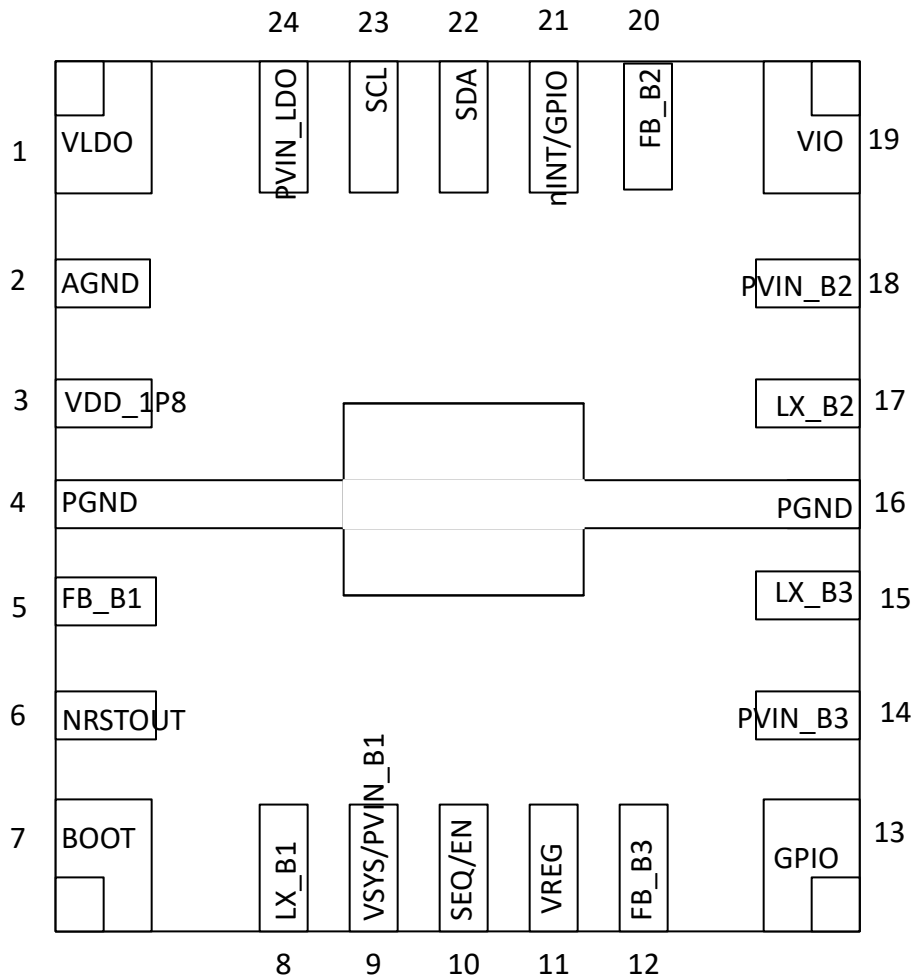 24 23 22 21 20
PVIN_LDO
SCL
SDA
nINT/GPIO
FB_B2
1 VLDO
VIO 19
2 AGND
PVIN_B2 18
3 VDD_1P8
LX_B2 17
4 PGND
PGND 16
5 FB_B1
LX_B3 15
6 NRSTOUT
PVIN_B3 14
7 BOOT
GPIO 13
LX_B1
VSYS/PVIN_B1
SEQ/EN
VREG
FB_B3
8 9 10 11 12